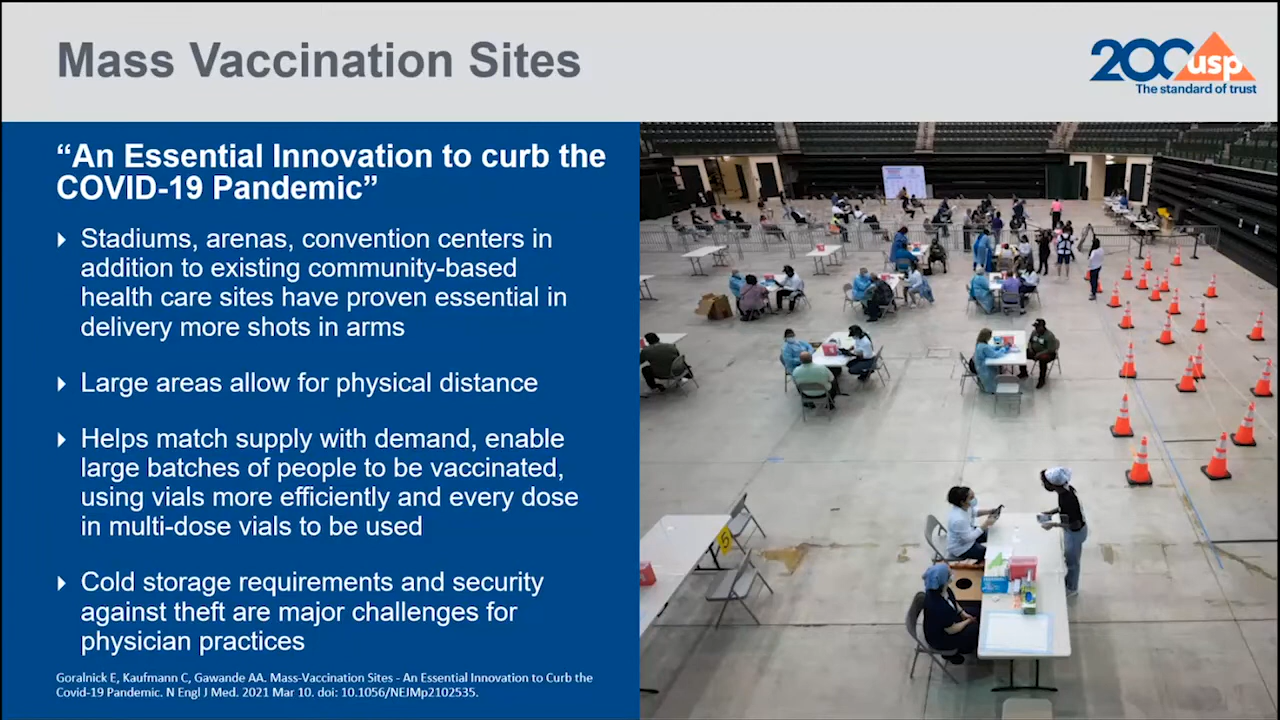 Mass Vaccination Sites
200 usp
The standard of trust
“An Essential Innovation to curb the
COVID-19 Pandemic”
Stadiums, arenas, convention centers in
addition to existing community-based
health care sites have proven essential in
delivery more shots in arms
Large areas allow for physical distance
Helps match supply with demand, enable
large batches of people to be vaccinated,
using vials more efficiently and every dose
in multi-dose vials to be used
Cold storage requirements and security
against theft are major challenges for
physician practices
Goralnick E, Kaufmann C, Gawande AA. Mass-Vaccination Sites - An Essential Innovation to Curb the
Covid-19 Pandemic. N Engl J Med. 2021 Mar 10. doi: 10.1056/NEJMp2102535.